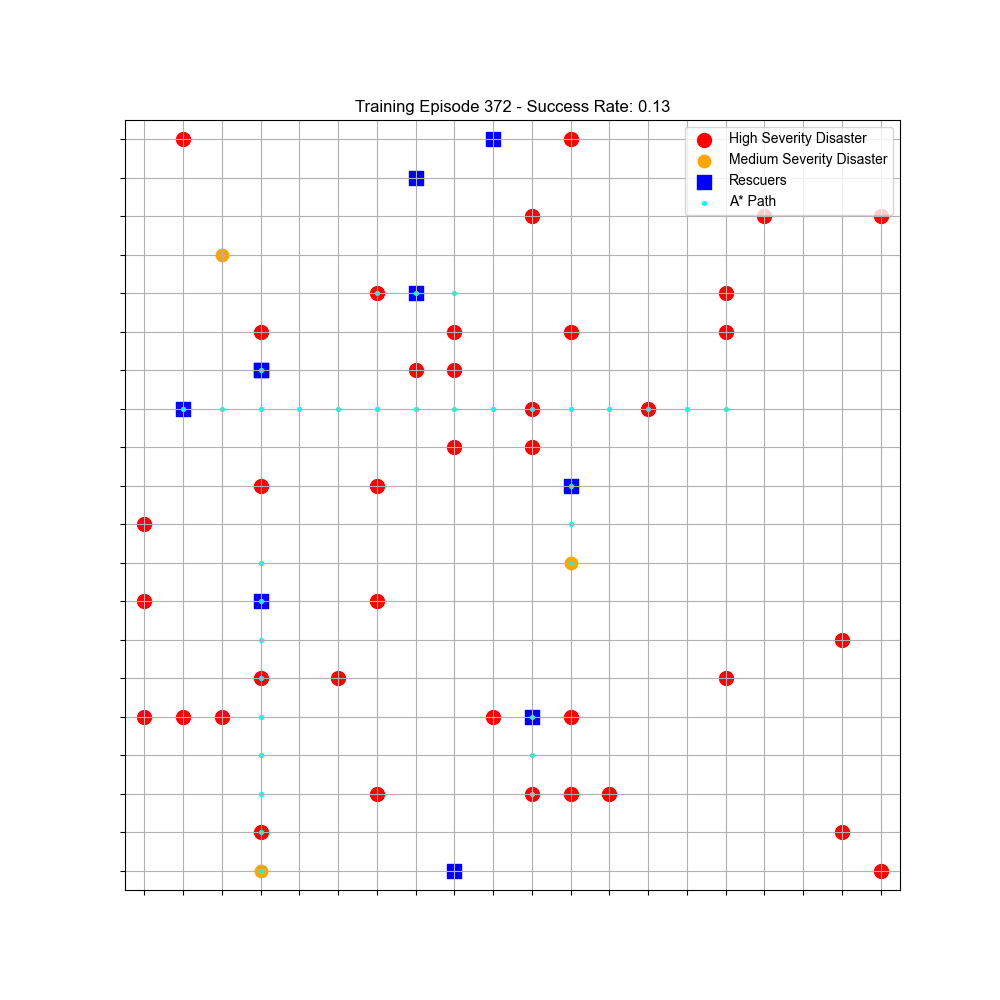 Training Episode 372 - Success Rate: 0.13
High Severity Disaster
Medium Severity Disaster
Rescuers
A* Path